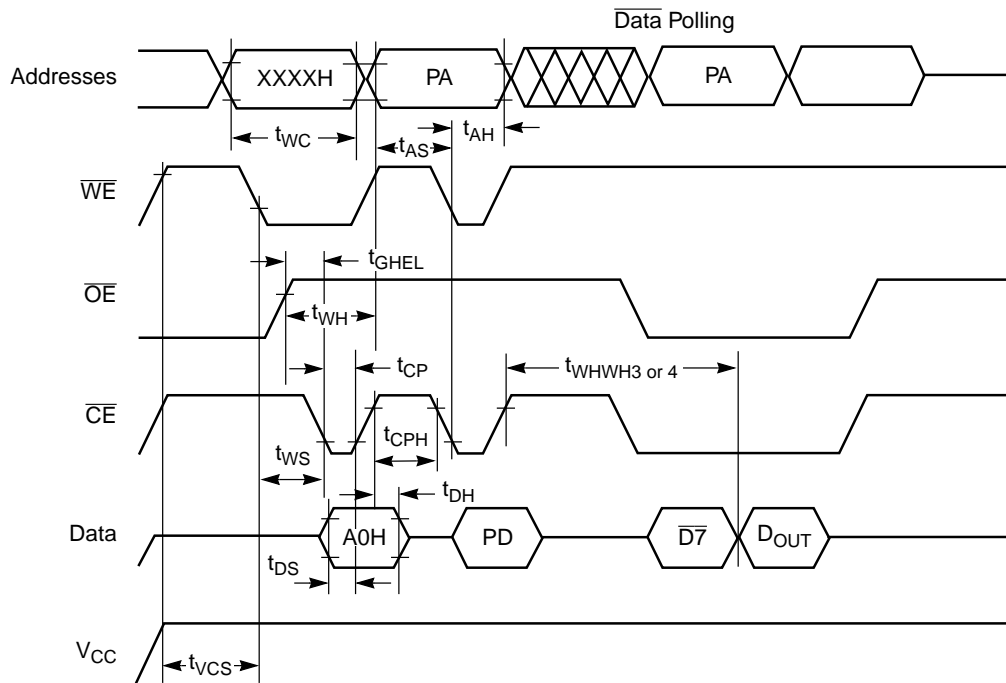 Data Polling
Addresses XXXXH PA PA
tWC tAS tAH
WE
tGHEL
OE
tWH
tCP tWHWH3 or 4
CE
tCPH
tWS
tDH
Data A0H PD D7 DOUT
tDS
VCC
tVCS